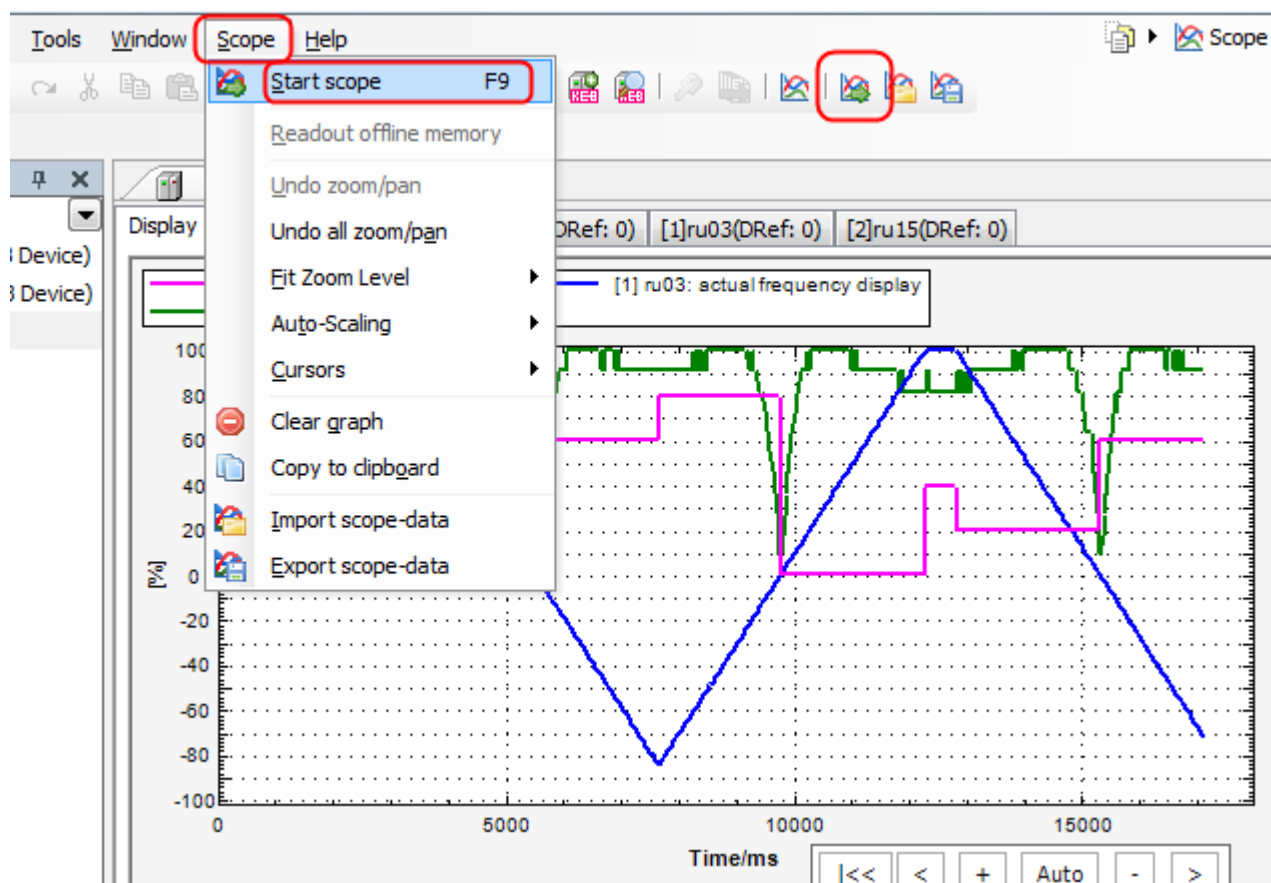 Tools Window Scope Help Scope
Start scope F9
KEB KEB
Readout offline memory
Undo zoom/pan
Display DRef: 0) [1]ru03(DRef: 0) [2]ru15(DRef: 0)
Undo all zoom/pan
Device)
Fit Zoom Level
[1] ru03: actual frequency display
Device)
Auto-Scaling
Cursors
Clear graph
Copy to clipboard
Import scope-data
Export scope-data
100
80
60
40
20
0
[%]
-20
-40
-60
-80
-100
0 5000 10000 15000
Time/ms
|<< < + Auto - >